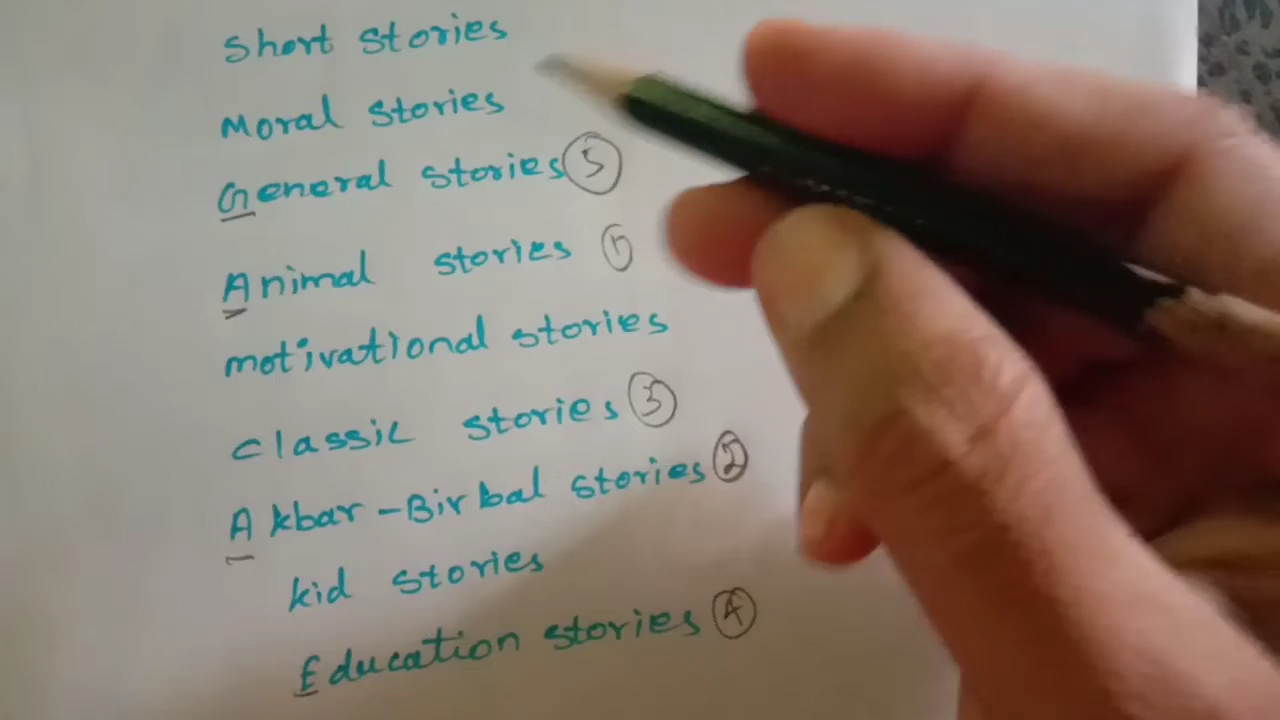 Short Stories
Moral Stories
General stories 5
Animal stories 1
motivational stories
classic stories 3
Akbar-Birbal stories 2
kid stories
Education stories 4